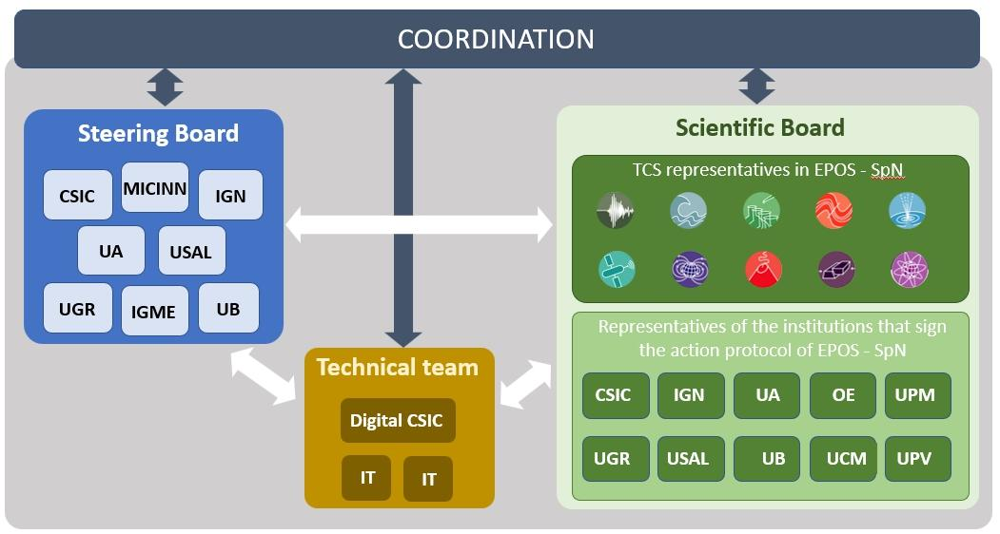 COORDINATION
Steering Board
CSIC
MICINN
IGN
UA
USAL
UGR
IGME
UB
Technical team
Digital CSIC
IT
IT
Scientific Board
TCS representatives in EPOS - SpN
Representatives of the institutions that sign
the action protocol of EPOS - SpN
CSIC
IGN
UA
OE
UPM
UGR
USAL
UB
UCM
UPV